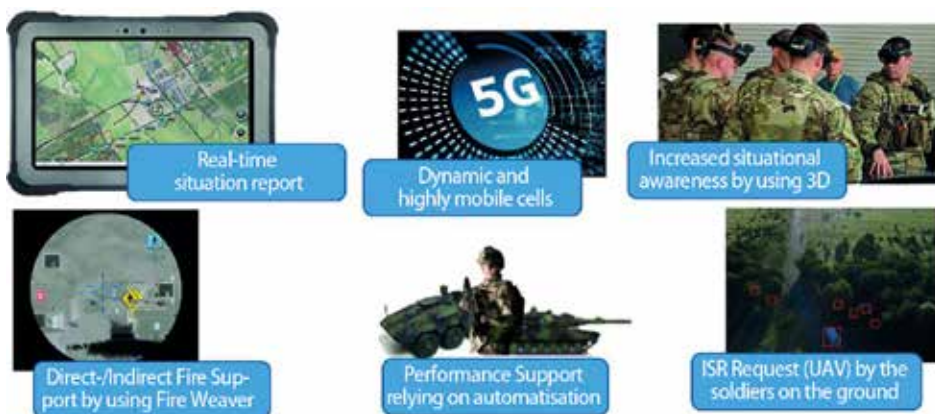 Real-time
situation report
5G
Dynamic and
highly mobile cells
Increased situational
awareness by using 3D
Direct-/Indirect Fire Sup-
port by using Fire Weaver
Performance Support
relying on automatisation
ISR Request (UAV) by the
soldiers on the ground